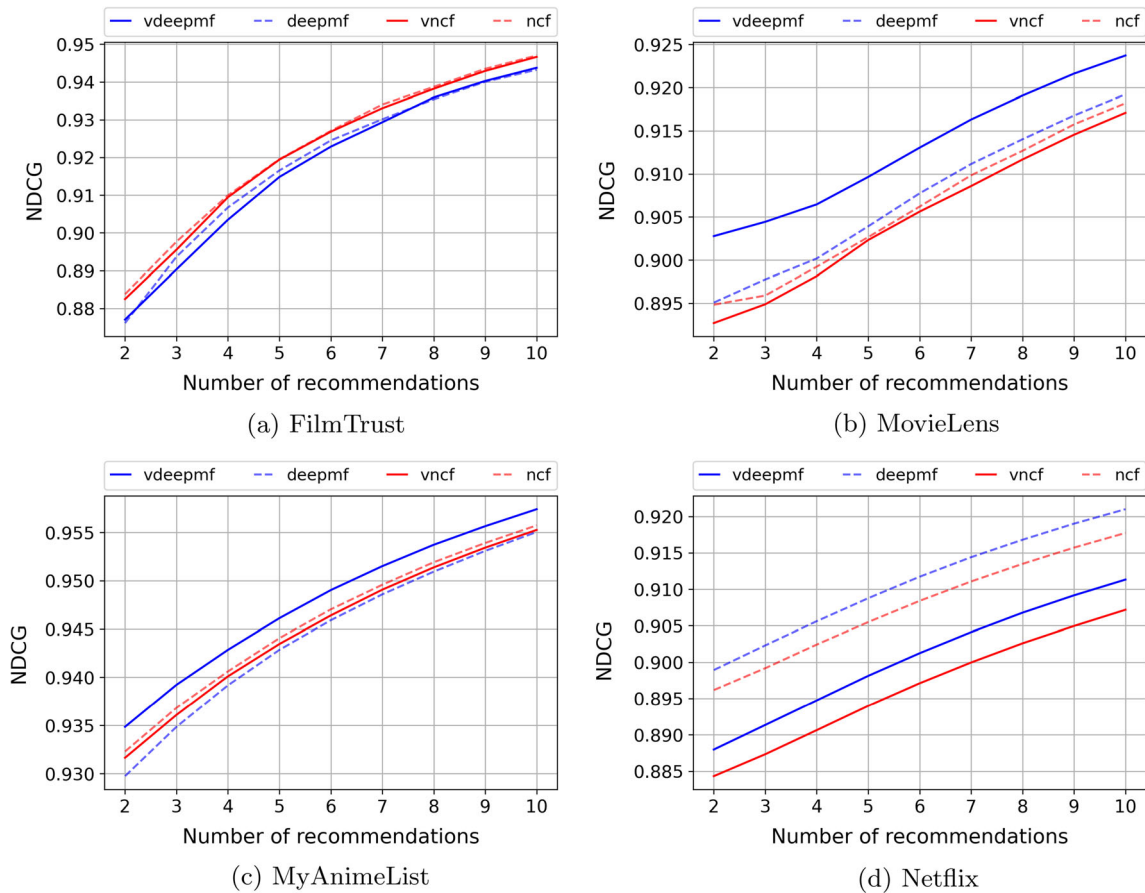 vdeepmf deepmf vncf ncf
0.95
0.94
0.93
0.92
0.91
0.90
0.89
0.88
NDCG
2 3 4 5 6 7 8 9 10
Number of recommendations
(a) FilmTrust
vdeepmf deepmf vncf ncf
0.925
0.920
0.915
0.910
0.905
0.900
0.895
NDCG
2 3 4 5 6 7 8 9 10
Number of recommendations
(b) MovieLens
vdeepmf deepmf vncf ncf
0.955
0.950
0.945
0.940
0.935
0.930
NDCG
2 3 4 5 6 7 8 9 10
Number of recommendations
(c) MyAnimeList
vdeepmf deepmf vncf ncf
0.920
0.915
0.910
0.905
0.900
0.895
0.890
0.885
NDCG
2 3 4 5 6 7 8 9 10
Number of recommendations
(d) Netflix